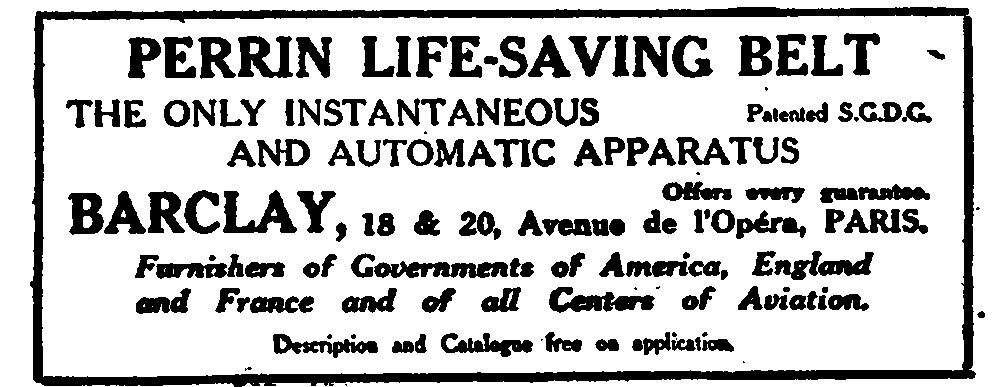 PERRIN LIFE-SAVING BELT
THE ONLY INSTANTANEOUS Patented S.G.D.G.
AND AUTOMATIC APPARATUS
Offers every guarantee.
BARCLAY, 18 & 20, Avenue de l'Opéra, PARIS.
Furnishers of Governments of America, England
and France and of all Centers of Aviation.
Description and Catalogue free on application.